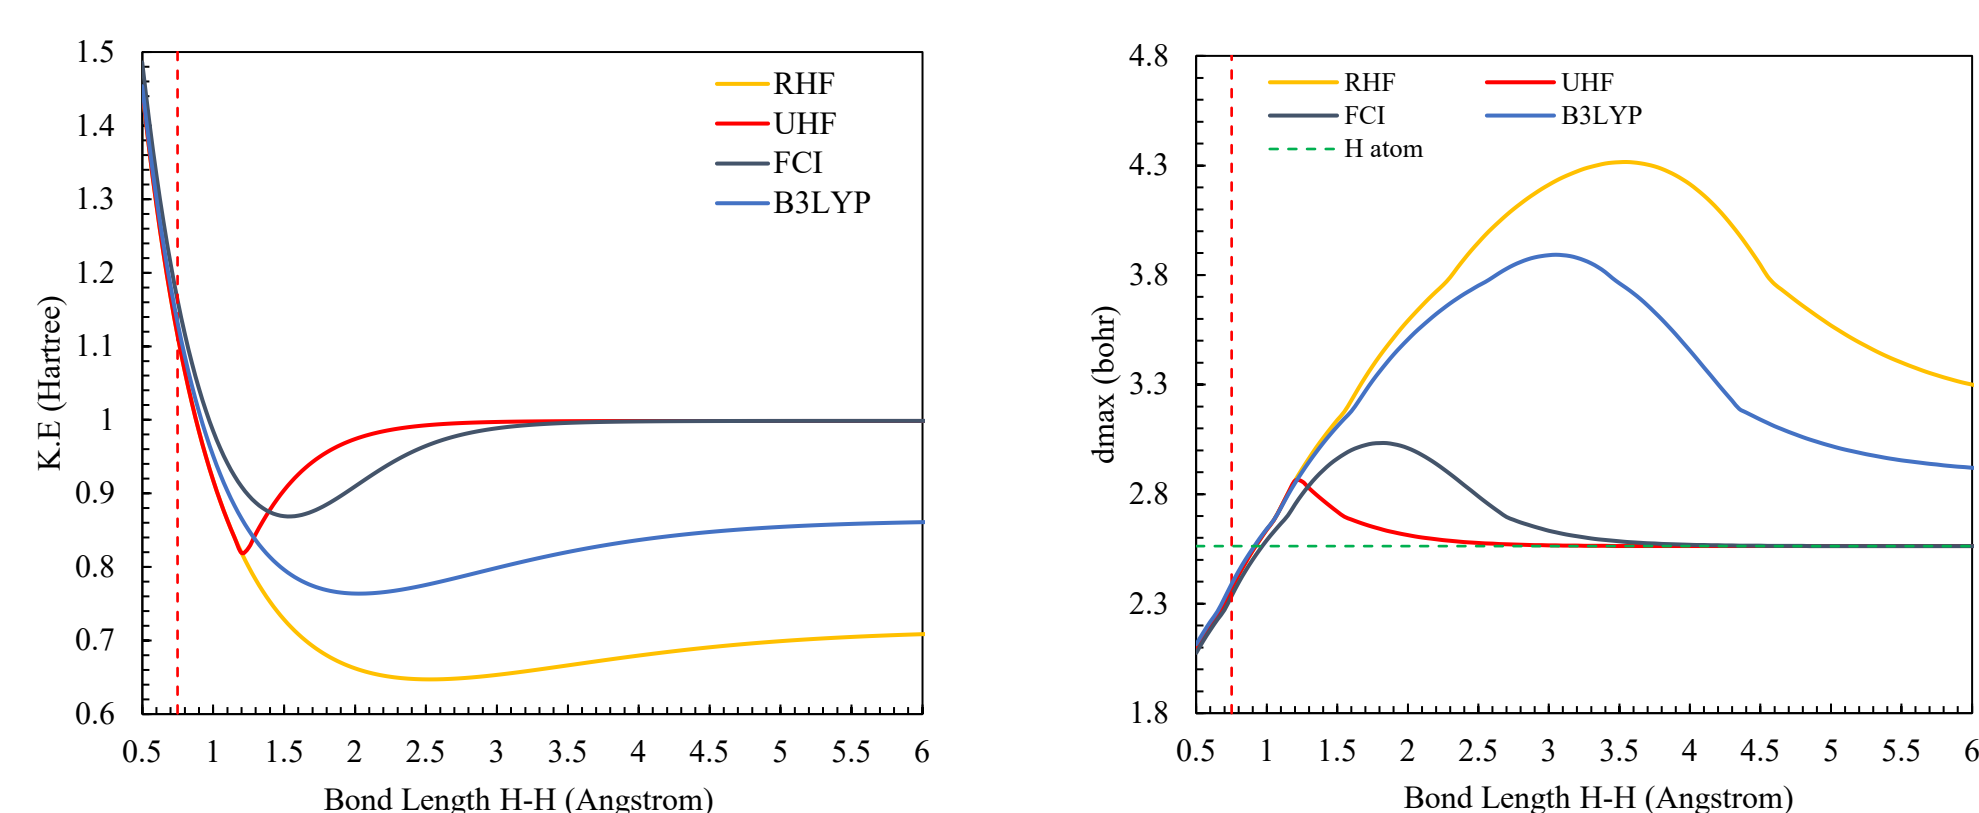 K.E (Hartree)
1.5
1.4
1.3
1.2
1.1
1
0.9
0.8
0.7
0.6
RHF
UHF
FCI
B3LYP
0.5 1 1.5 2 2.5 3 3.5 4 4.5 5 5.5 6
Bond Length H-H (Angstrom)
dmax (bohr)
4.8
4.3
3.8
3.3
2.8
2.3
1.8
RHF UHF
FCI B3LYP
H atom
0.5 1 1.5 2 2.5 3 3.5 4 4.5 5 5.5 6
Bond Length H-H (Angstrom)